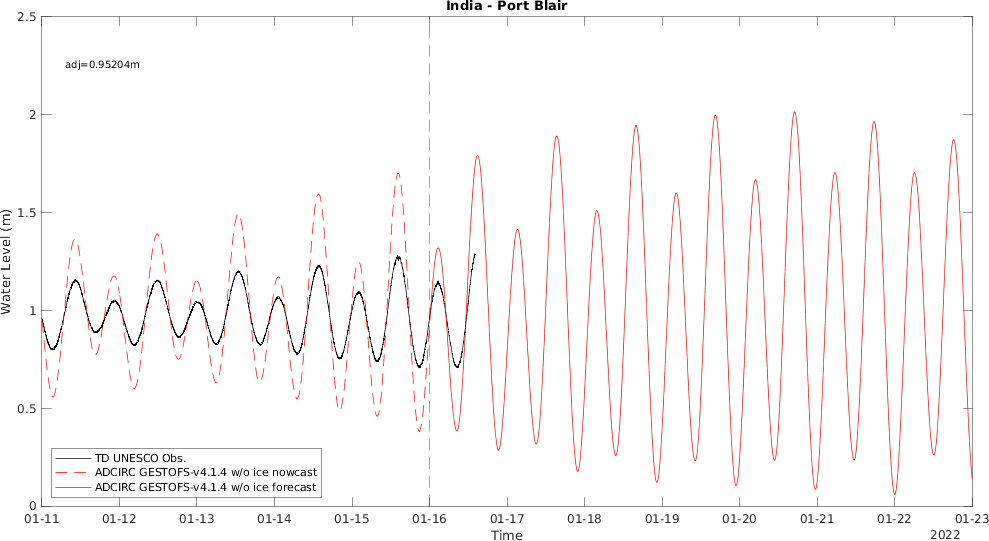 India - Port Blair
2.5
adj=0.95204m
2
1.5
Water Level (m)
1
0.5
TD UNESCO Obs.
ADCIRC GESTOFS-v4.1.4 w/o ice nowcast
ADCIRC GESTOFS-v4.1.4 w/o ice forecast
0
01-11 01-12 01-13 01-14 01-15 01-16 01-17 01-18 01-19 01-20 01-21 01-22 01-23
Time
2022